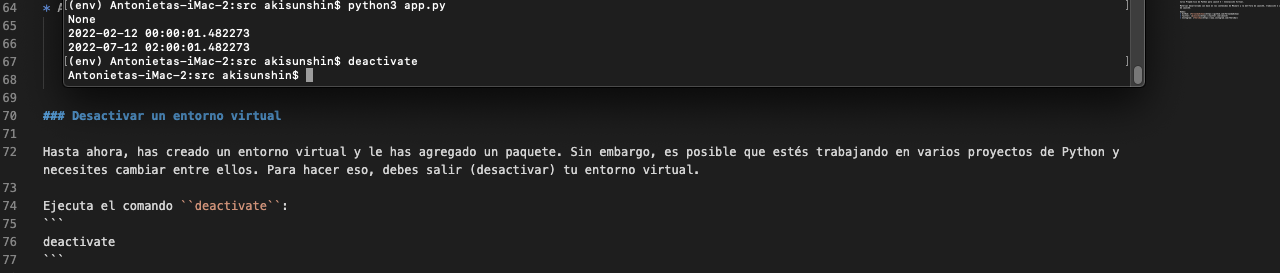 64 * A
[(env) Antonietas-iMac-2:src akisunshin$ python3 app.py ]
None
65
2022-02-12 00:00:01.482273
66
2022-07-12 02:00:01.482273
67
[(env) Antonietas-iMac-2:src akisunshin$ deactivate ]
68
Antonietas-iMac-2:src akisunshin$
69
70 ### Desactivar un entorno virtual
71
72 Hasta ahora, has creado un entorno virtual y le has agregado un paquete. Sin embargo, es posible que estés trabajando en varios proyectos de Python y
necesites cambiar entre ellos. Para hacer eso, debes salir (desactivar) tu entorno virtual.
73
74 Ejecuta el comando ``deactivate``:
75 ```
76 deactivate
77 ```